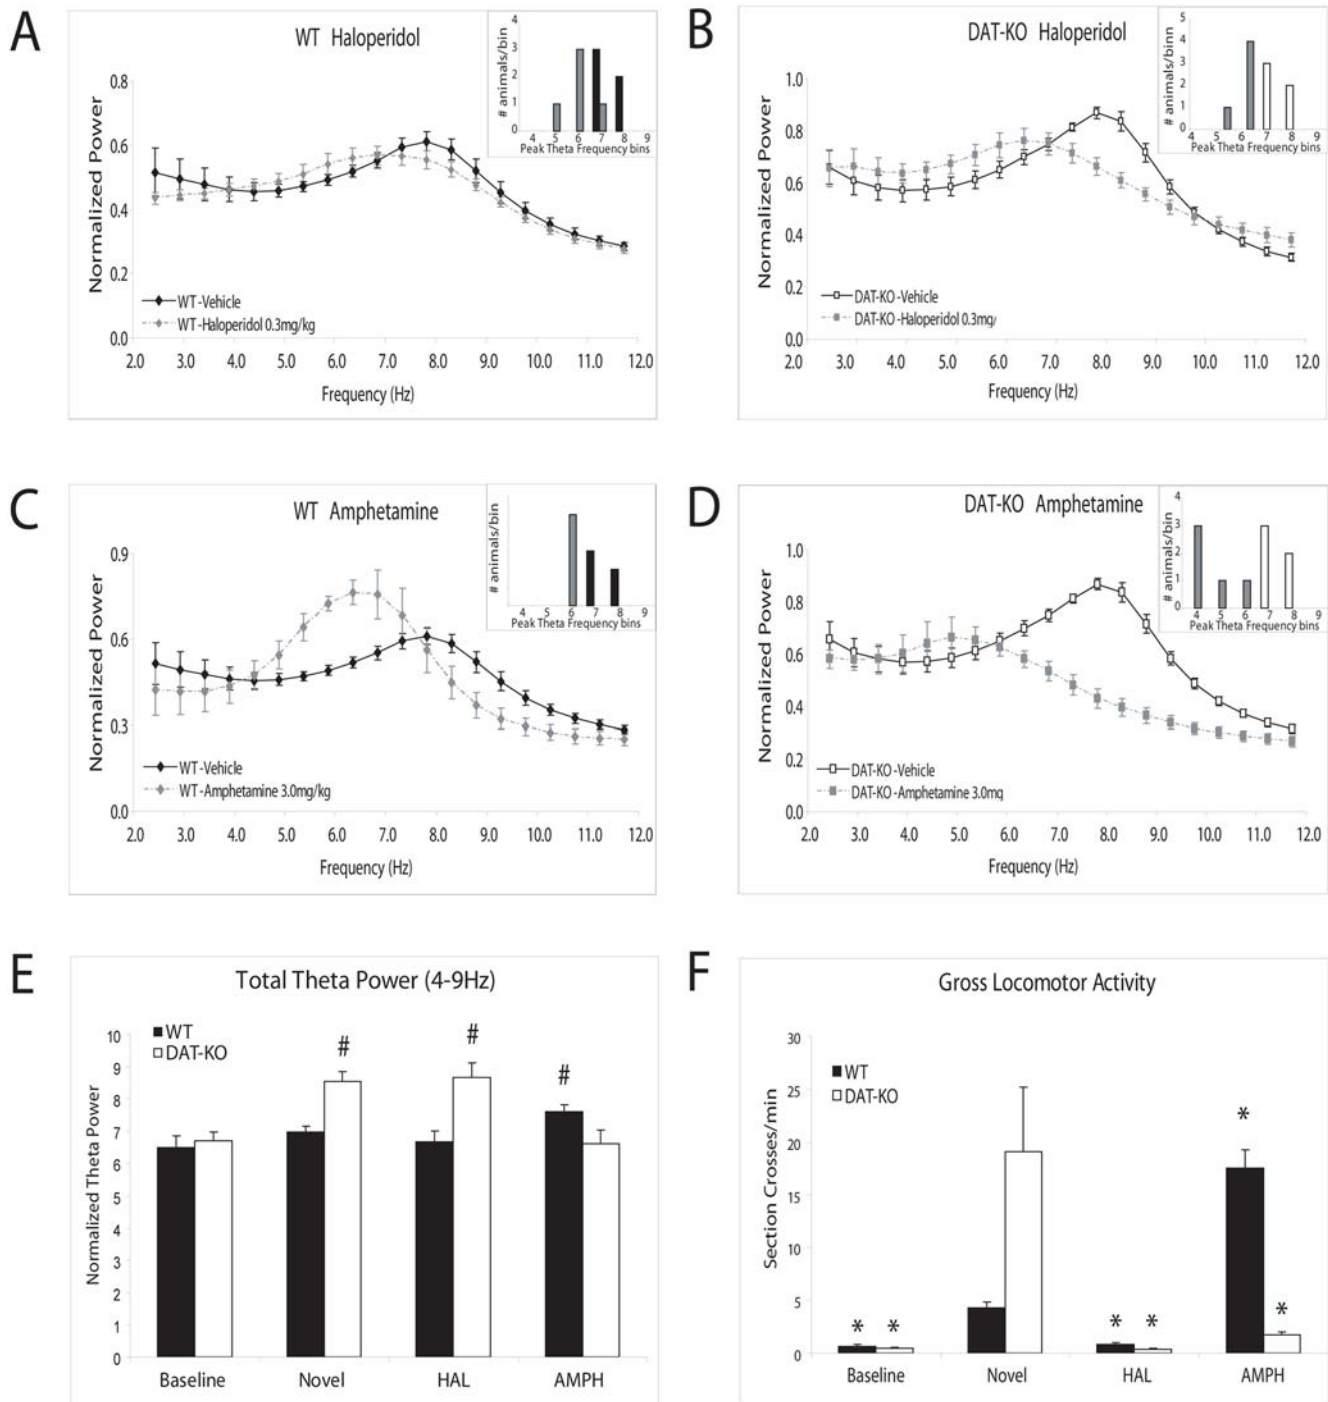 A
WT Haloperidol
# animals/bin
4
3
2
1
0
4 5 6 7 8 9
Peak Theta Frequency bins
Normalized Power
0.8
0.6
0.4
0.2
0.0
WT-Vehicle
WT-Haloperidol 0.3mg/kg
2.0 3.0 4.0 5.0 6.0 7.0 8.0 9.0 10.0 11.0 12.0
Frequency (Hz)
B
DAT-KO Haloperidol
# animals/binn
5
4
3
2
1
0
4 5 6 7 8 9
Peak Theta Frequency bins
Normalized Power
1.0
0.8
0.6
0.4
0.2
0.0
DAT-KO-Vehicle
DAT-KO-Haloperidol 0.3mg/
2.0 3.0 4.0 5.0 6.0 7.0 8.0 9.0 10.0 11.0 12.0
Frequency (Hz)
C
WT Amphetamine
# animals/bin
4 5 6 7 8 9
Peak Theta Frequency bins
Normalized Power
0.9
0.6
0.3
0.0
WT-Vehicle
WT-Amphetamine 3.0mg/kg
2.0 3.0 4.0 5.0 6.0 7.0 8.0 9.0 10.0 11.0 12.0
Frequency (Hz)
D
DAT-KO Amphetamine
# animals/bin
4
3
2
1
0
4 5 6 7 8 9
Peak Theta Frequency bins
Normalized Power
1.0
0.8
0.6
0.4
0.2
0.0
DAT-KO-Vehicle
DAT-KO-Amphetamine 3.0mg
2.0 3.0 4.0 5.0 6.0 7.0 8.0 9.0 10.0 11.0 12.0
Frequency (Hz)
E
Total Theta Power (4-9Hz)
WT
DAT-KO
Normalized Theta Power
10
9
8
7
6
5
4
3
2
1
0
# # #
Baseline Novel HAL AMPH
F
Gross Locomotor Activity
WT
DAT-KO
Section Crosses/min
30
25
20
15
10
5
0
* * * * * *
Baseline Novel HAL AMPH